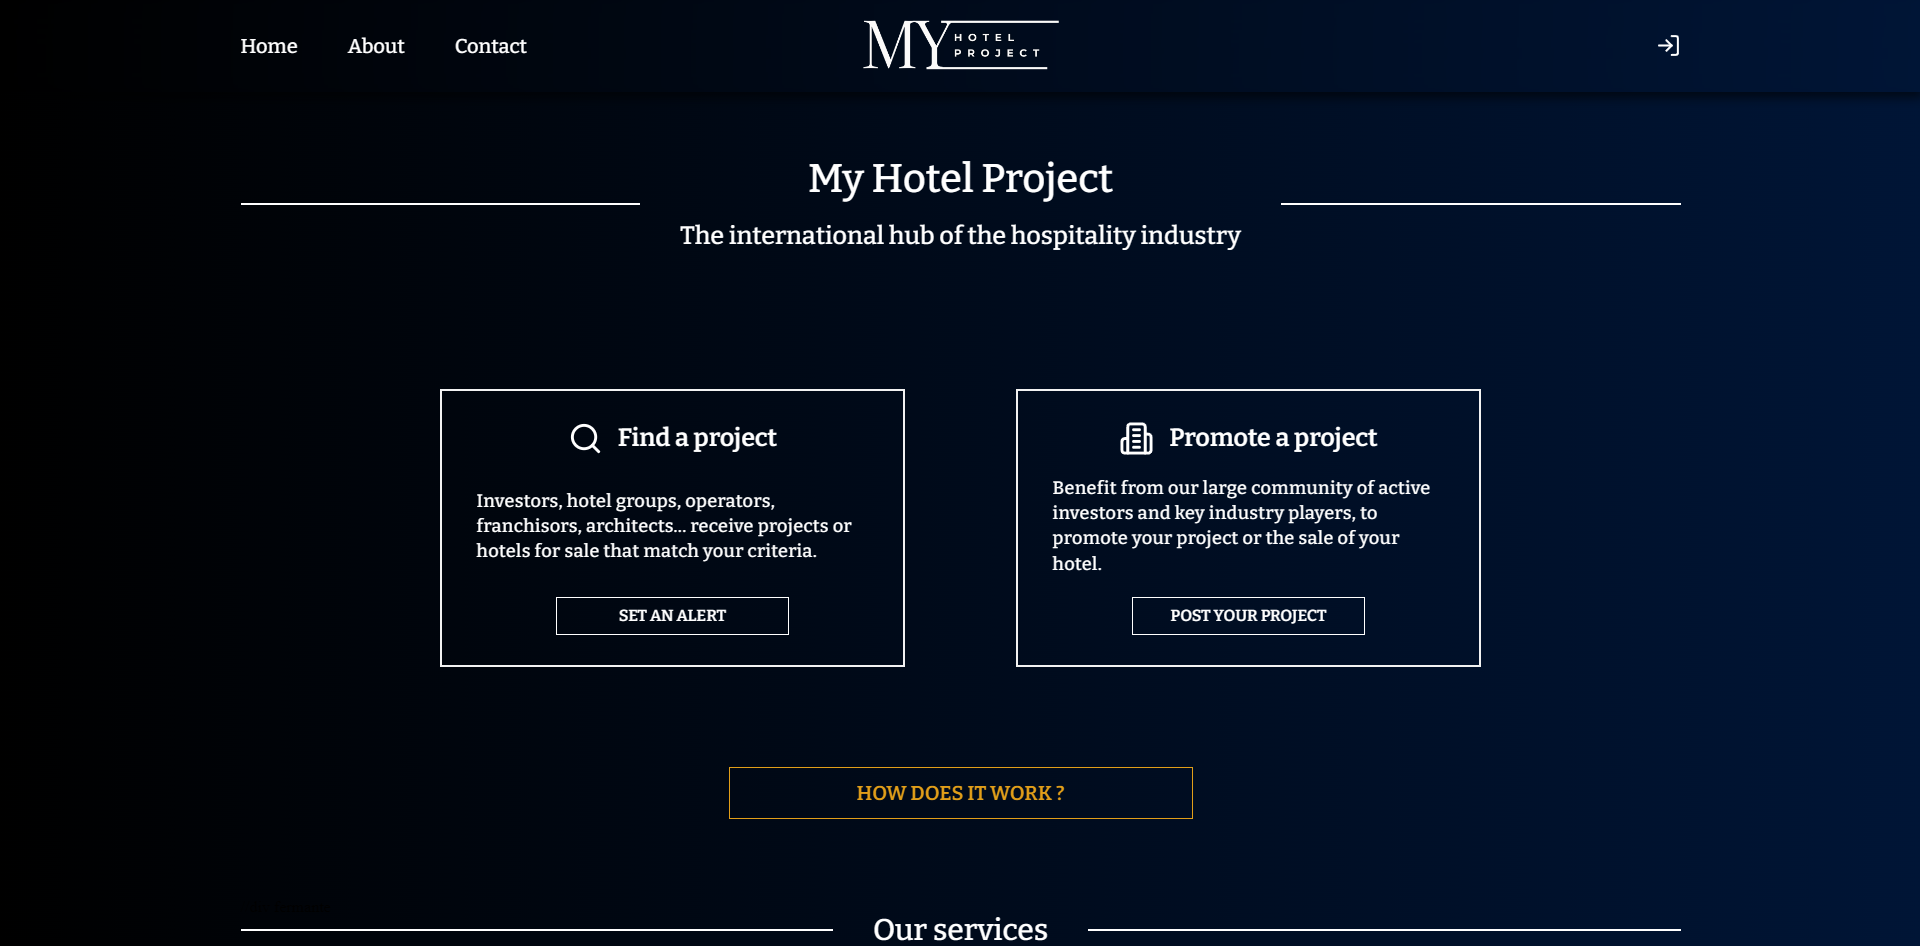 Home About Contact
MY HOTEL PROJECT
My Hotel Project
The international hub of the hospitality industry
Find a project
Investors, hotel groups, operators,
franchisors, architects... receive projects or
hotels for sale that match your criteria.
SET AN ALERT
Promote a project
Benefit from our large community of active
investors and key industry players, to
promote your project or the sale of your
hotel.
POST YOUR PROJECT
HOW DOES IT WORK ?
Our services